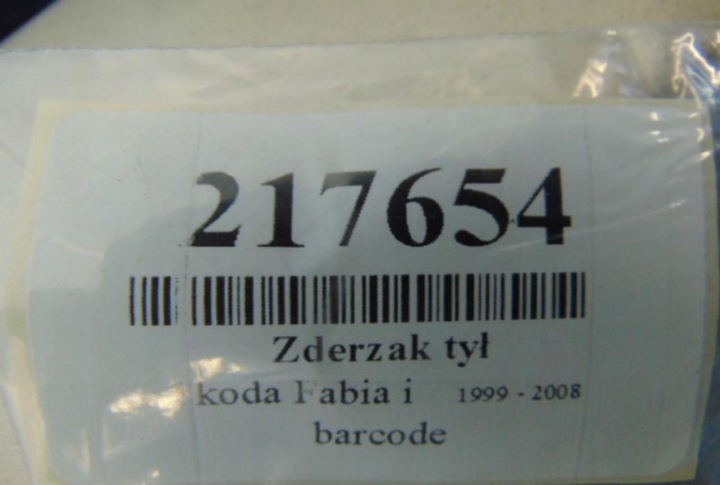 217654
Zderzak tył
koda Fabia i 1999 - 2008
barcode